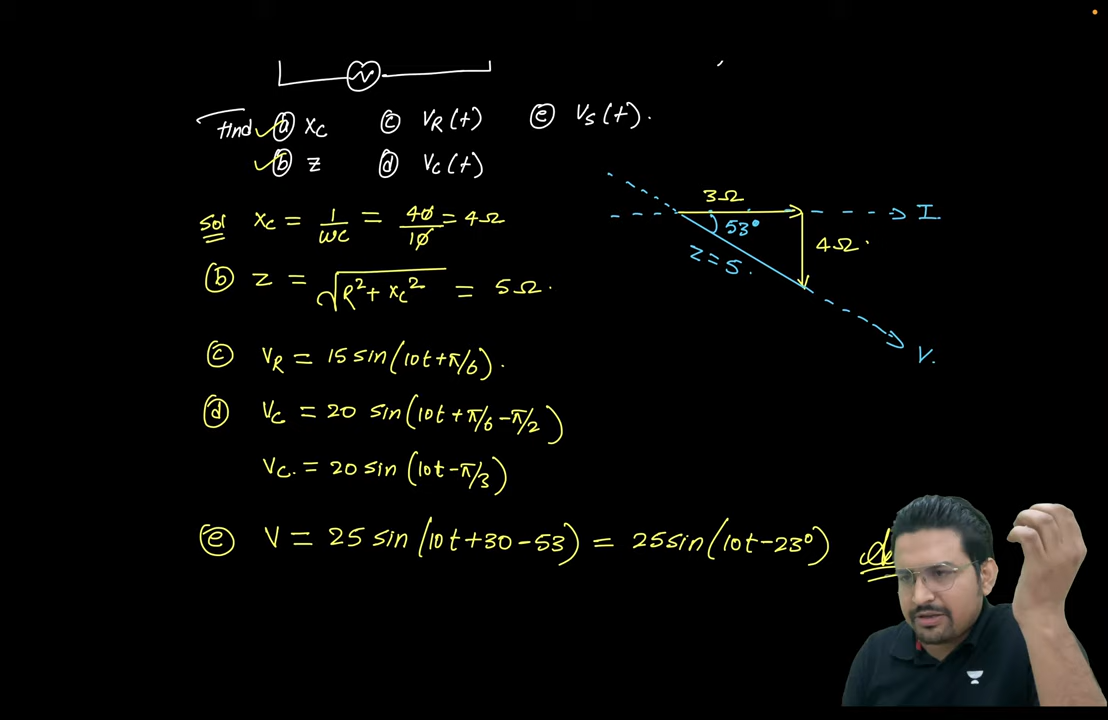 Find (a) Xc (c) VR(t) (e) Vs(t).
(b) Z (d) Vc(t)
Sol Xc = 1/ωc = 40/10 = 4Ω
(b) Z = √R² + Xc² = 5Ω.
(c) VR = 15 sin(10t+π/6).
(d) Vc = 20 sin(10t + π/6 - π/2)
Vc. = 20 sin(10t - π/3)
(e) V = 25 sin(10t + 30 - 53) = 25 sin(10t - 23°)
3Ω
I
53°
4Ω.
Z = 5.
V.